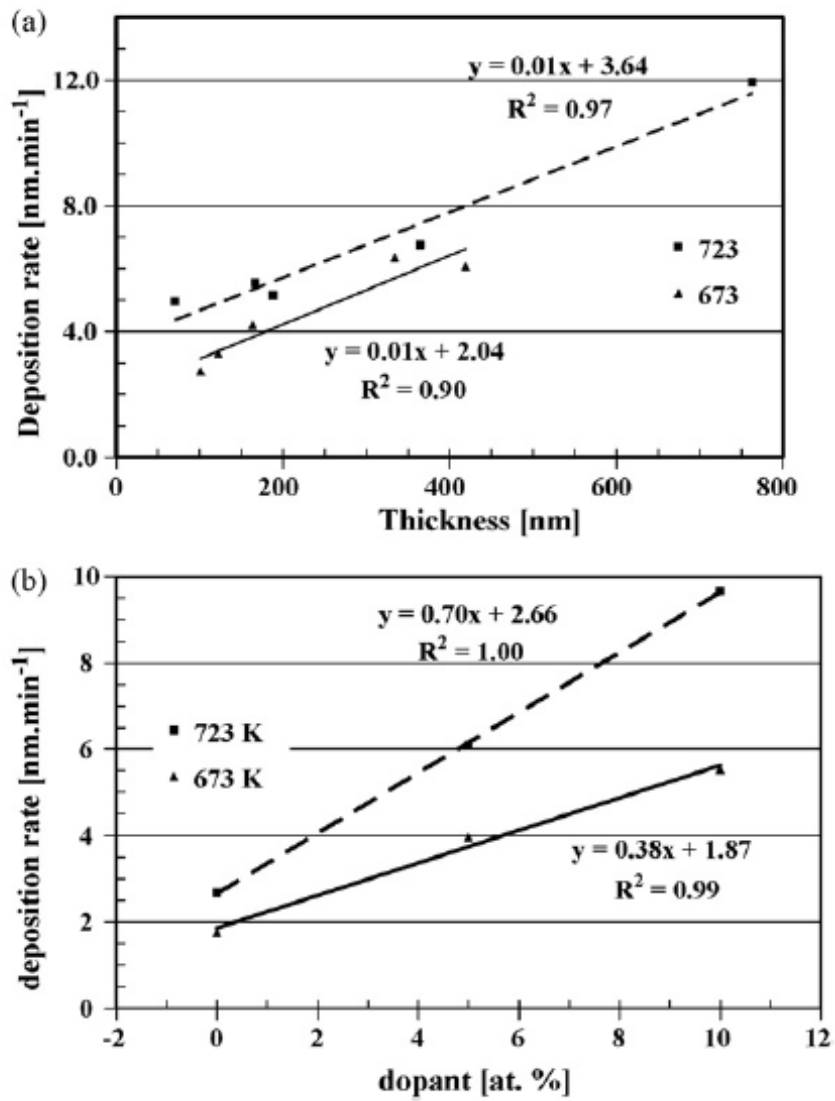 (a)
Deposition rate [nm.min⁻¹]
12.0
8.0
4.0
0.0
y = 0.01x + 3.64
R² = 0.97
723
673
y = 0.01x + 2.04
R² = 0.90
0 200 400 600 800
Thickness [nm]
(b)
deposition rate [nm.min⁻¹]
10
8
6
4
2
0
y = 0.70x + 2.66
R² = 1.00
723 K
673 K
y = 0.38x + 1.87
R² = 0.99
-2 0 2 4 6 8 10 12
dopant [at. %]